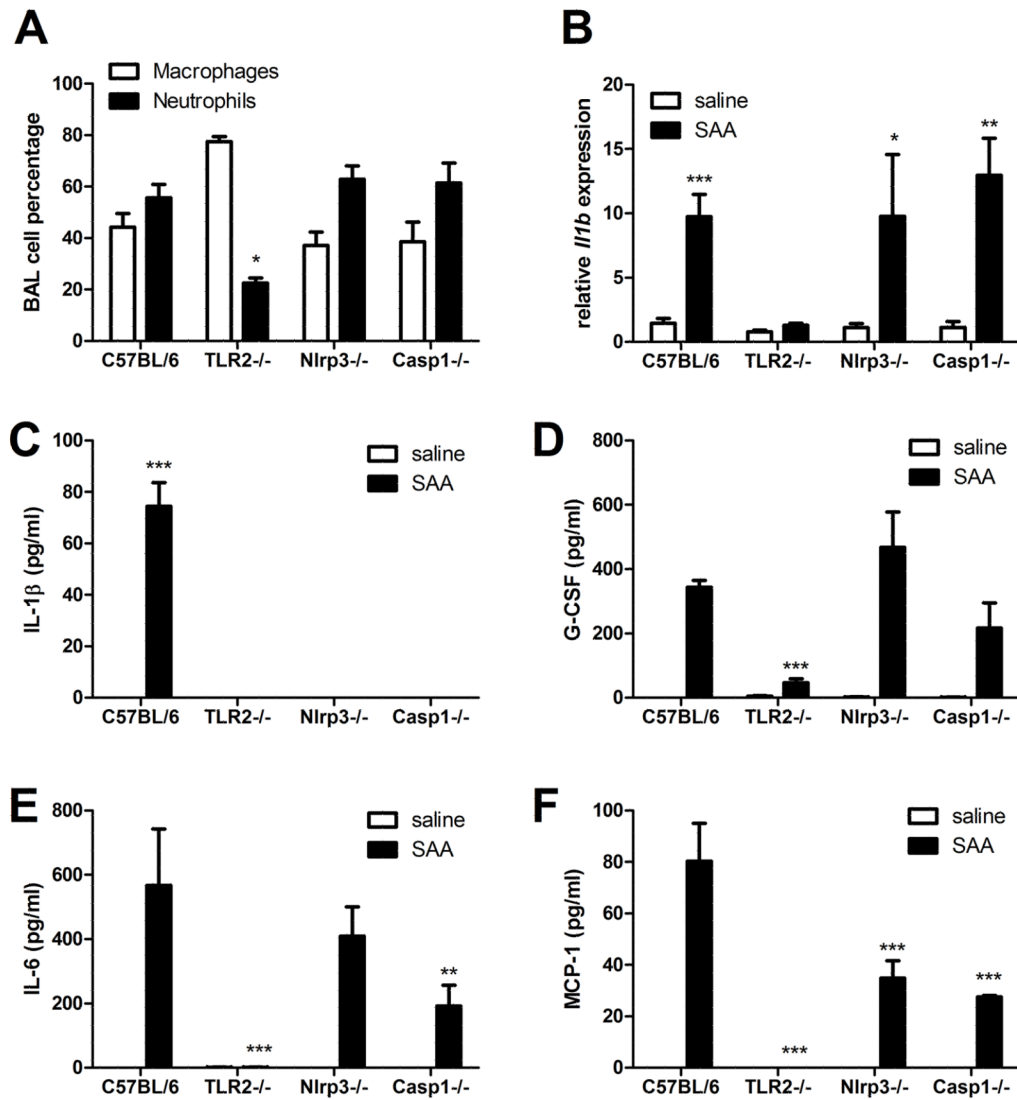 A
Macrophages
Neutrophils
BAL cell percentage
100
80
60
40
20
0
*
C57BL/6 TLR2-/- Nlrp3-/- Casp1-/-
B
saline
SAA
relative Il1b expression
20
15
10
5
0
*** * **
C57BL/6 TLR2-/- Nlrp3-/- Casp1-/-
C
saline
SAA
IL-1β (pg/ml)
100
80
60
40
20
0
***
C57BL/6 TLR2-/- Nlrp3-/- Casp1-/-
D
saline
SAA
G-CSF (pg/ml)
800
600
400
200
0
***
C57BL/6 TLR2-/- Nlrp3-/- Casp1-/-
E
saline
SAA
IL-6 (pg/ml)
800
600
400
200
0
*** **
C57BL/6 TLR2-/- Nlrp3-/- Casp1-/-
F
saline
SAA
MCP-1 (pg/ml)
100
80
60
40
20
0
*** *** ***
C57BL/6 TLR2-/- Nlrp3-/- Casp1-/-